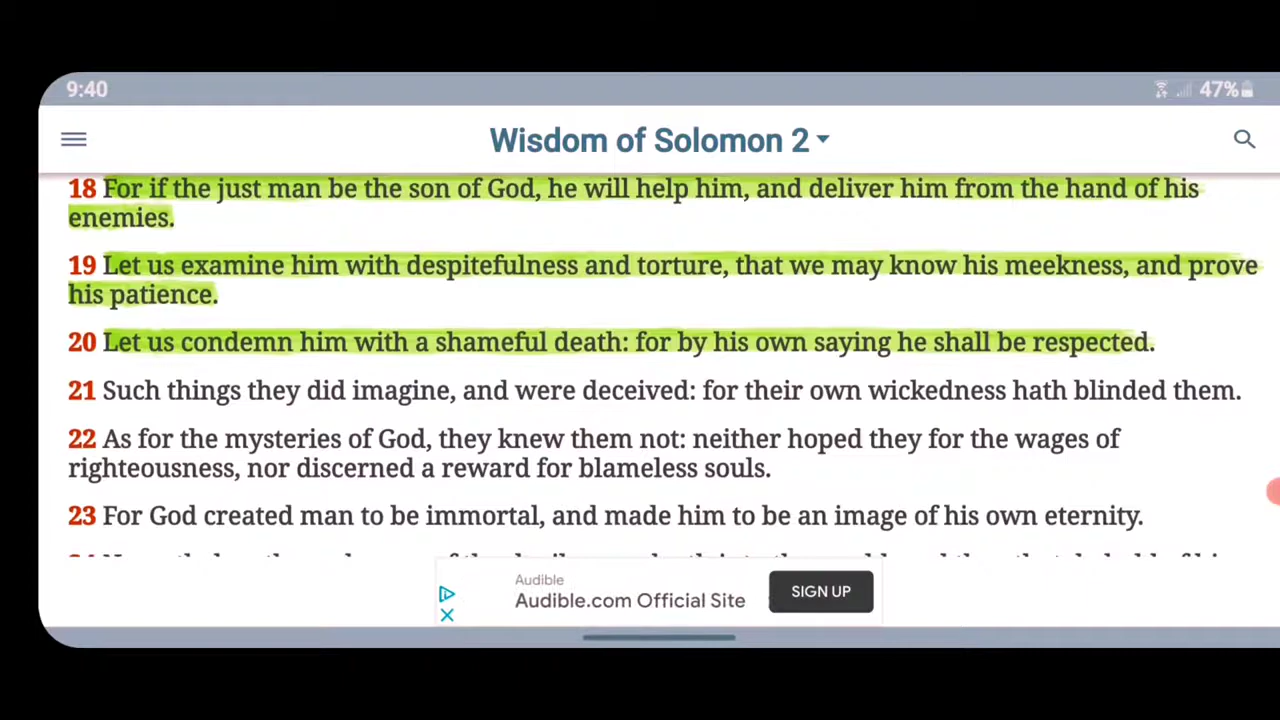 9:40
47%
Wisdom of Solomon 2
18 For if the just man be the son of God, he will help him, and deliver him from the hand of his
enemies.
19 Let us examine him with despitefulness and torture, that we may know his meekness, and prove
his patience.
20 Let us condemn him with a shameful death: for by his own saying he shall be respected.
21 Such things they did imagine, and were deceived: for their own wickedness hath blinded them.
22 As for the mysteries of God, they knew them not: neither hoped they for the wages of
righteousness, nor discerned a reward for blameless souls.
23 For God created man to be immortal, and made him to be an image of his own eternity.
Audible
Audible.com Official Site
SIGN UP